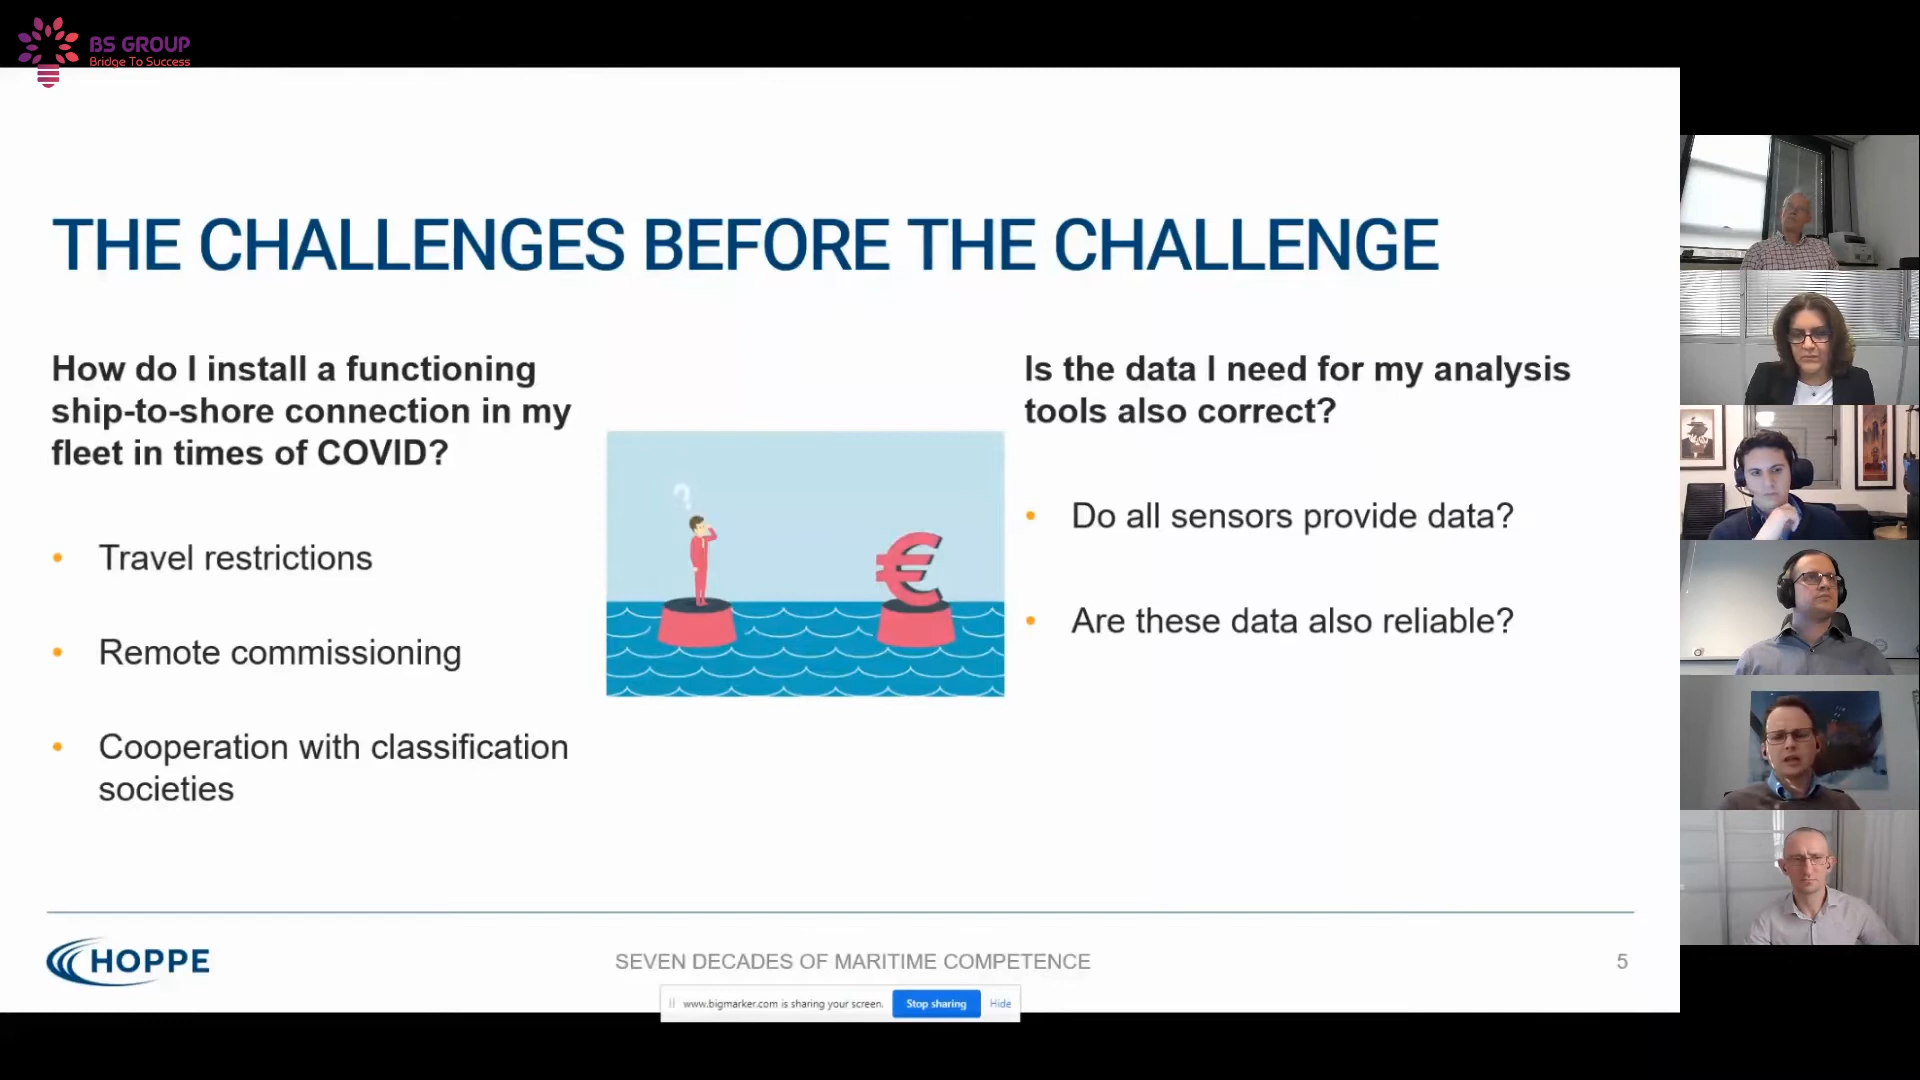 BS GROUP
Bridge To Success
THE CHALLENGES BEFORE THE CHALLENGE
How do I install a functioning
ship-to-shore connection in my
fleet in times of COVID?
• Travel restrictions
• Remote commissioning
• Cooperation with classification
societies
?
€
Is the data I need for my analysis
tools also correct?
• Do all sensors provide data?
• Are these data also reliable?
HOPPE
SEVEN DECADES OF MARITIME COMPETENCE
5
www.bigmarker.com is sharing your screen. Stop sharing Hide